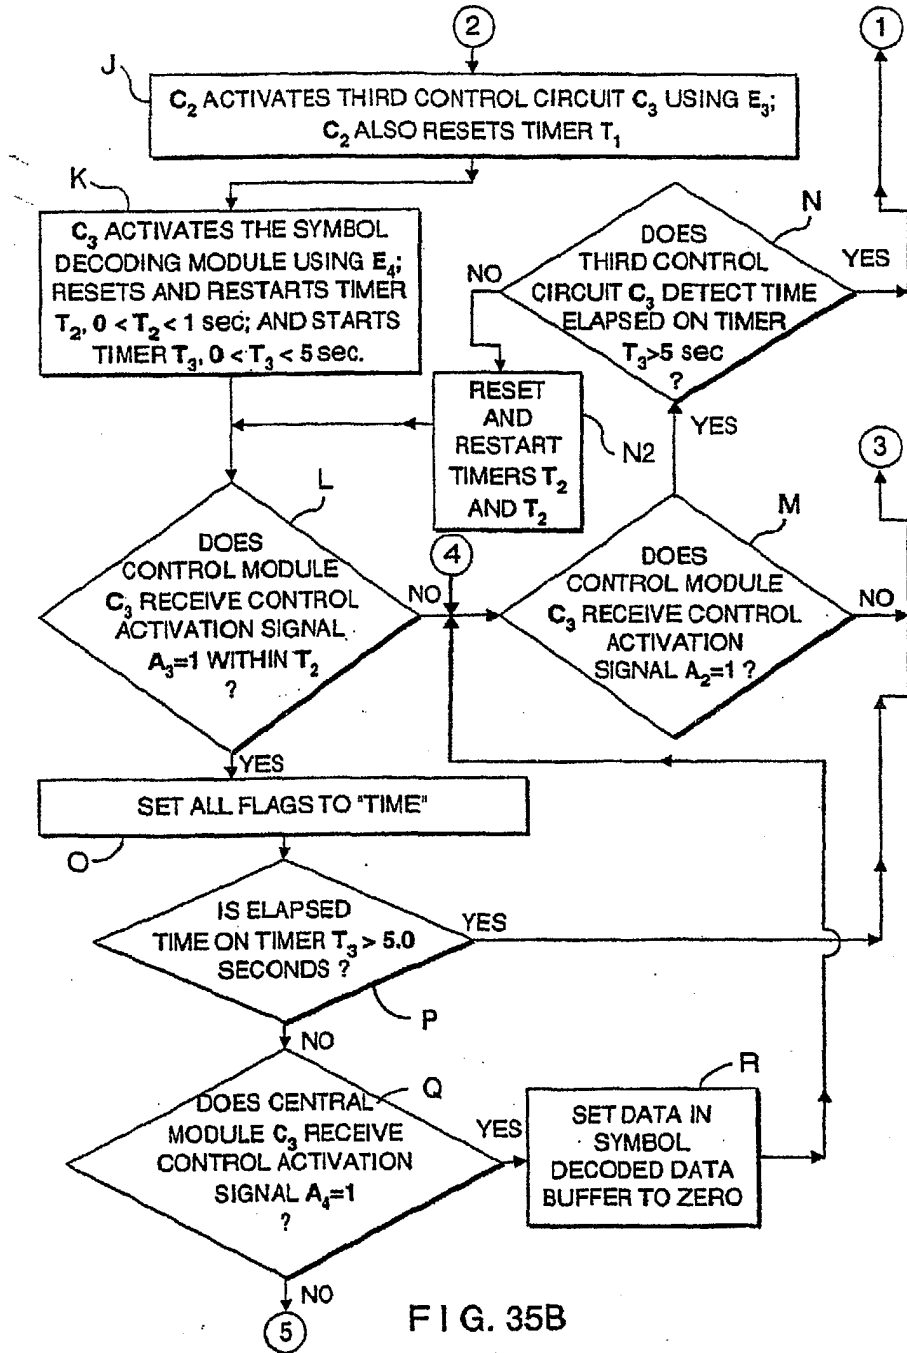 2
1
J
C₂ ACTIVATES THIRD CONTROL CIRCUIT C₃ USING E₃;
C₂ ALSO RESETS TIMER T₁
K
C₃ ACTIVATES THE SYMBOL
DECODING MODULE USING E₄;
RESETS AND RESTARTS TIMER
T₂, 0 < T₂ < 1 sec; AND STARTS
TIMER T₃, 0 < T₃ < 5 sec.
N
DOES
THIRD CONTROL
CIRCUIT C₃ DETECT TIME
ELAPSED ON TIMER
T₃>5 sec
?
NO
YES
RESET
AND
RESTART
TIMERS T₂
AND T₂
N2
YES
3
L
DOES
CONTROL MODULE
C₃ RECEIVE CONTROL
ACTIVATION SIGNAL
A₃=1 WITHIN T₂
?
NO
4
M
DOES
CONTROL MODULE
C₃ RECEIVE CONTROL
ACTIVATION
SIGNAL A₂=1 ?
NO
YES
SET ALL FLAGS TO "TIME"
O
IS ELAPSED
TIME ON TIMER T₃ > 5.0
SECONDS ?
YES
P
NO
Q
DOES CENTRAL
MODULE C₃ RECEIVE
CONTROL ACTIVATION
SIGNAL A₄=1
?
YES
R
SET DATA IN
SYMBOL
DECODED DATA
BUFFER TO ZERO
NO
5
FIG. 35B